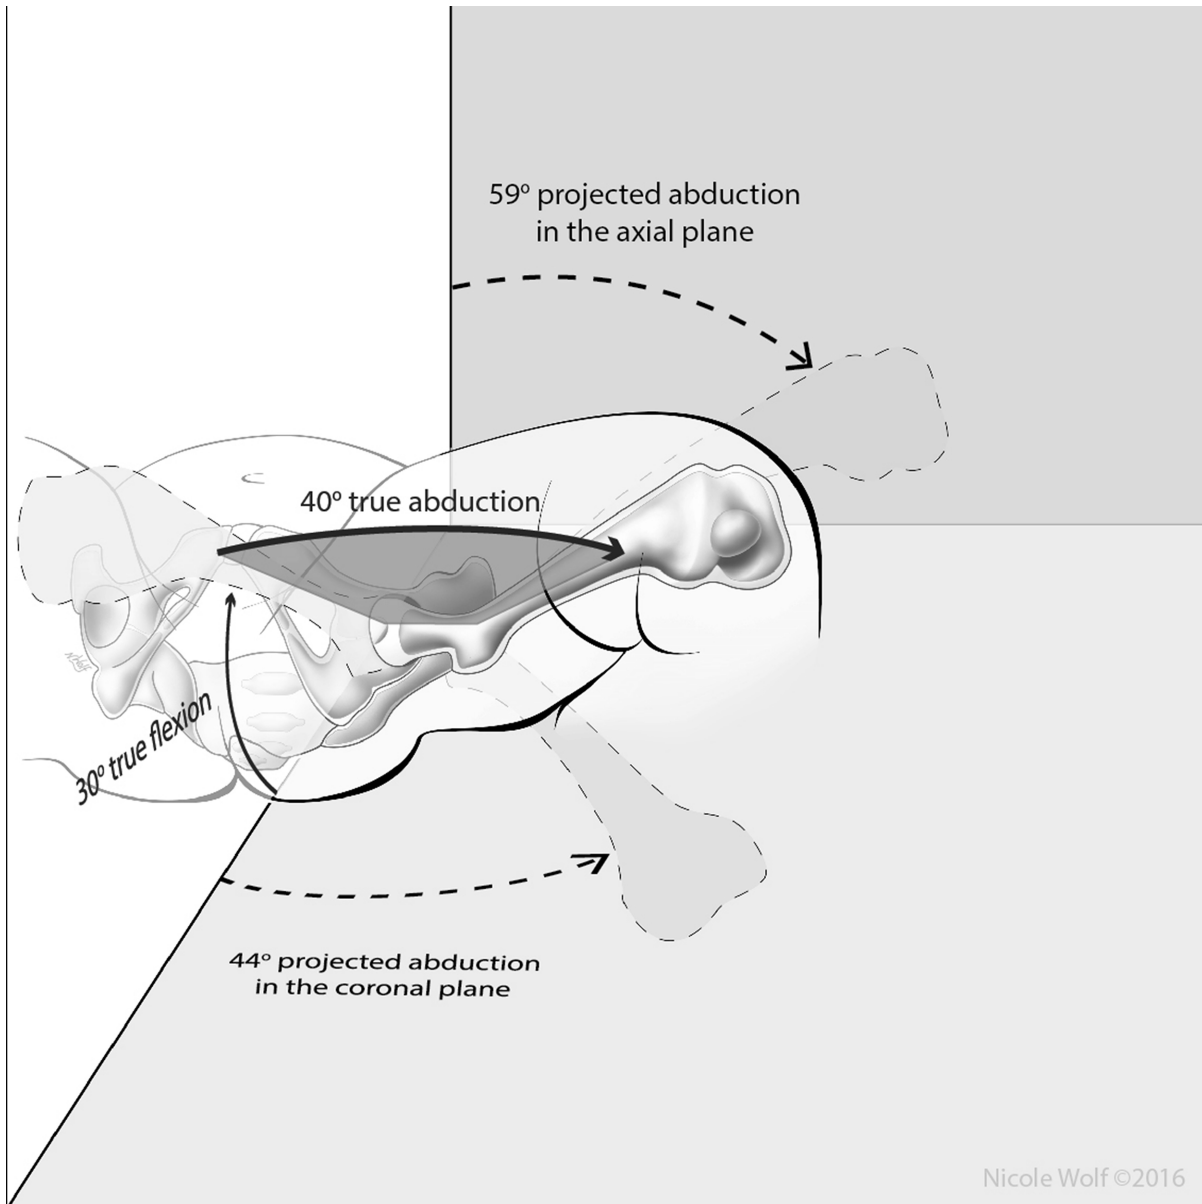 59º projected abduction
in the axial plane
40º true abduction
30º true flexion
44º projected abduction
in the coronal plane
Nicole Wolf ©2016